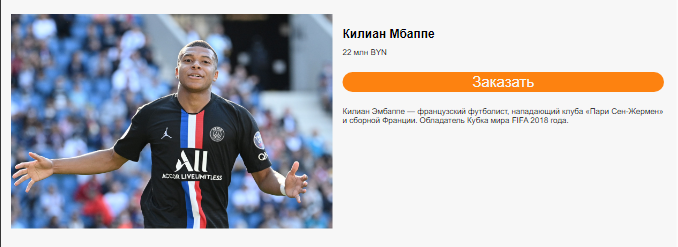 Килиан Мбаппе
22 млн BYN
Заказать
Килиан Эмбаппе — французский футболист, нападающий клуба «Пари Сен-Жермен»
и сборной Франции. Обладатель Кубка мира FIFA 2018 года.
ALL
ACCOR LIVE LIMITLESS